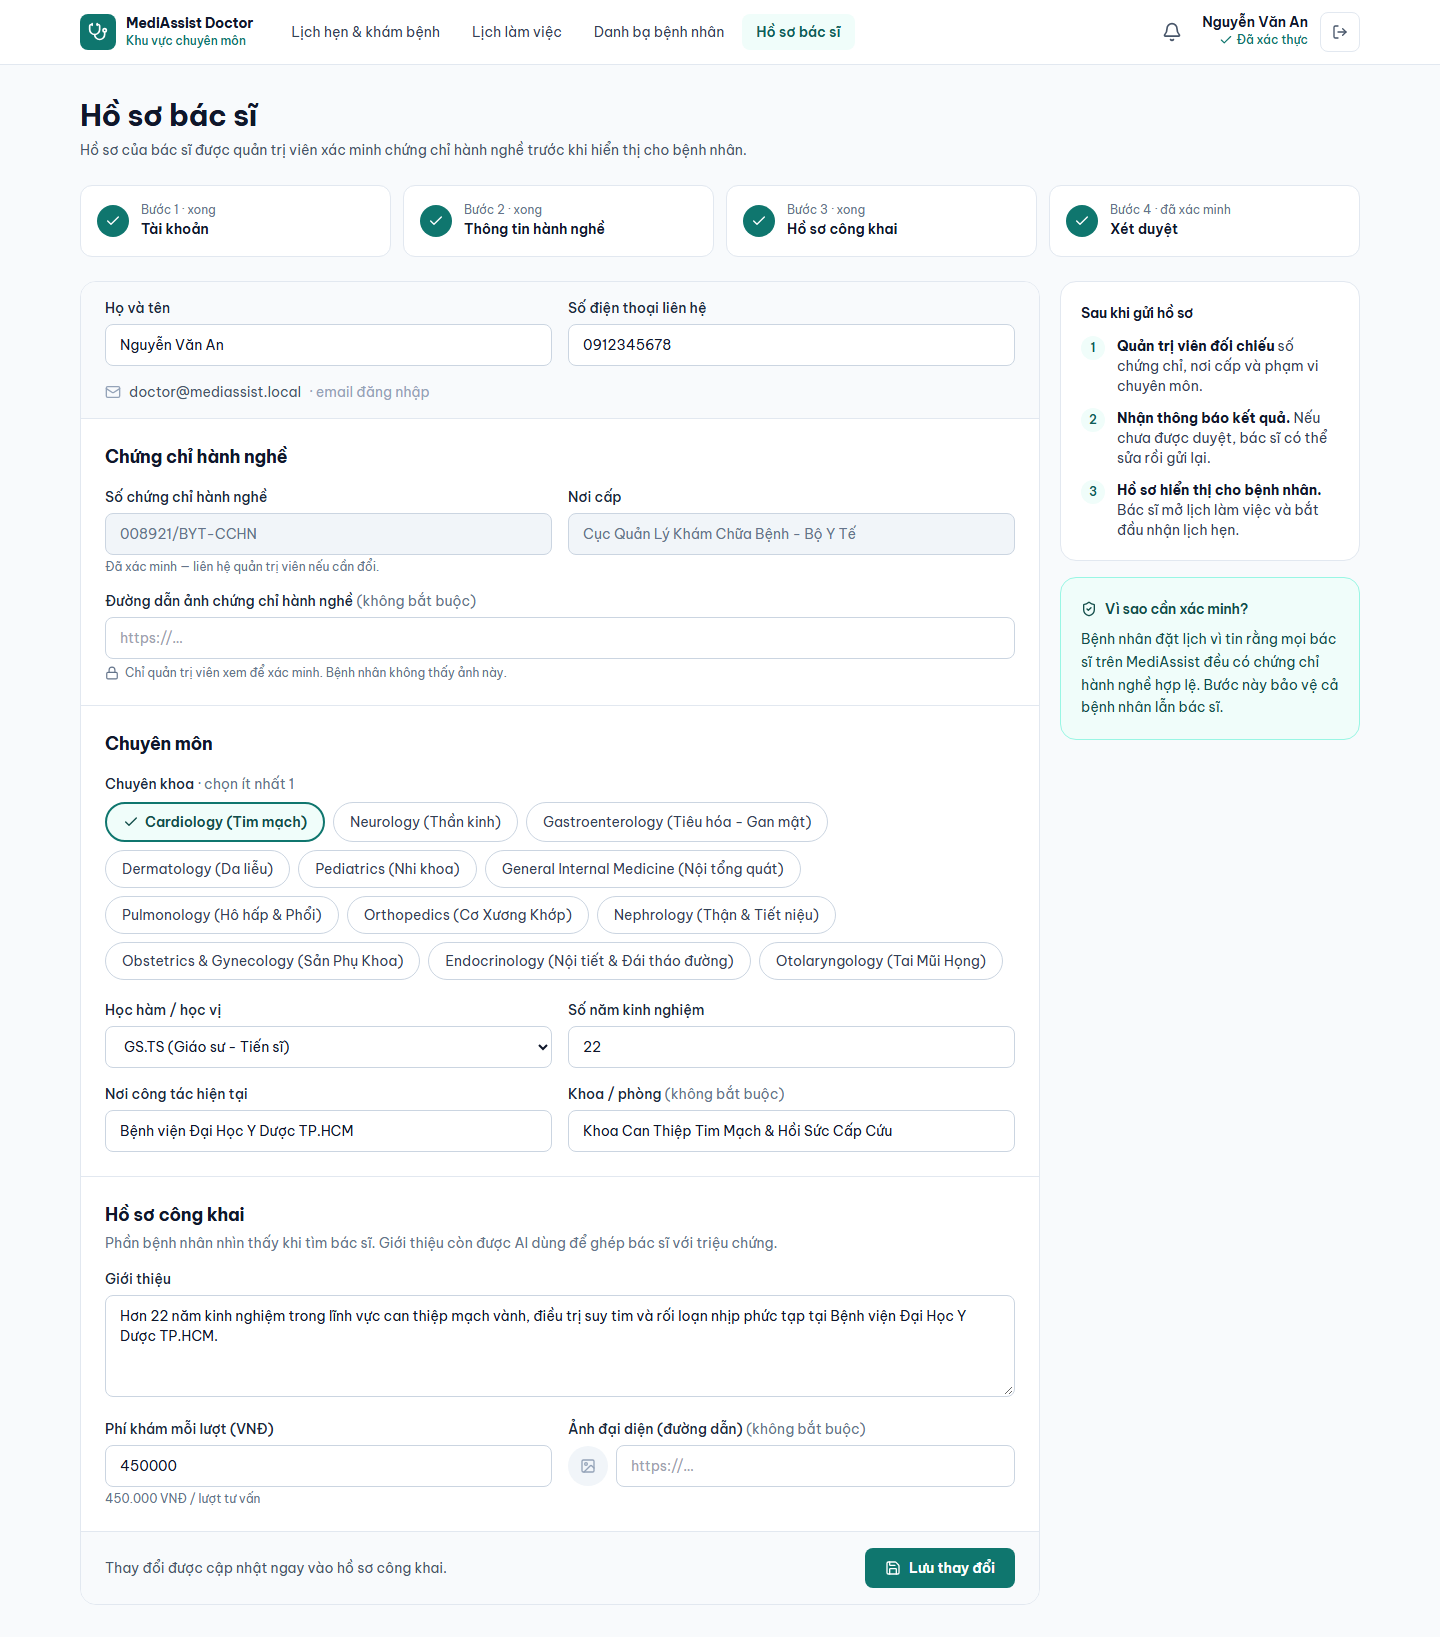 MediAssist Doctor
Khu vực chuyên môn
Lịch hẹn & khám bệnh
Lịch làm việc
Danh bạ bệnh nhân
Hồ sơ bác sĩ
Nguyễn Văn An
Đã xác thực
Hồ sơ bác sĩ
Hồ sơ của bác sĩ được quản trị viên xác minh chứng chỉ hành nghề trước khi hiển thị cho bệnh nhân.
Bước 1 · xong
Tài khoản
Bước 2 · xong
Thông tin hành nghề
Bước 3 · xong
Hồ sơ công khai
Bước 4 · đã xác minh
Xét duyệt
Họ và tên
Nguyễn Văn An
Số điện thoại liên hệ
0912345678
doctor@mediassist.local · email đăng nhập
Chứng chỉ hành nghề
Số chứng chỉ hành nghề
008921/BYT-CCHN
Đã xác minh — liên hệ quản trị viên nếu cần đổi.
Nơi cấp
Cục Quản Lý Khám Chữa Bệnh - Bộ Y Tế
Đường dẫn ảnh chứng chỉ hành nghề (không bắt buộc)
https://...
Chỉ quản trị viên xem để xác minh. Bệnh nhân không thấy ảnh này.
Chuyên môn
Chuyên khoa · chọn ít nhất 1
Cardiology (Tim mạch)
Neurology (Thần kinh)
Gastroenterology (Tiêu hóa - Gan mật)
Dermatology (Da liễu)
Pediatrics (Nhi khoa)
General Internal Medicine (Nội tổng quát)
Pulmonology (Hô hấp & Phổi)
Orthopedics (Cơ Xương Khớp)
Nephrology (Thận & Tiết niệu)
Obstetrics & Gynecology (Sản Phụ Khoa)
Endocrinology (Nội tiết & Đái tháo đường)
Otolaryngology (Tai Mũi Họng)
Học hàm / học vị
GS.TS (Giáo sư - Tiến sĩ)
Số năm kinh nghiệm
22
Nơi công tác hiện tại
Bệnh viện Đại Học Y Dược TP.HCM
Khoa / phòng (không bắt buộc)
Khoa Can Thiệp Tim Mạch & Hồi Sức Cấp Cứu
Hồ sơ công khai
Phần bệnh nhân nhìn thấy khi tìm bác sĩ. Giới thiệu còn được AI dùng để ghép bác sĩ với triệu chứng.
Giới thiệu
Hơn 22 năm kinh nghiệm trong lĩnh vực can thiệp mạch vành, điều trị suy tim và rối loạn nhịp phức tạp tại Bệnh viện Đại Học Y
Dược TP.HCM.
Phí khám mỗi lượt (VNĐ)
450000
450.000 VNĐ / lượt tư vấn
Ảnh đại diện (đường dẫn) (không bắt buộc)
https://...
Thay đổi được cập nhật ngay vào hồ sơ công khai.
Lưu thay đổi
Sau khi gửi hồ sơ
1
Quản trị viên đối chiếu số
chứng chỉ, nơi cấp và phạm vi
chuyên môn.
2
Nhận thông báo kết quả. Nếu
chưa được duyệt, bác sĩ có thể
sửa rồi gửi lại.
3
Hồ sơ hiển thị cho bệnh nhân.
Bác sĩ mở lịch làm việc và bắt
đầu nhận lịch hẹn.
Vì sao cần xác minh?
Bệnh nhân đặt lịch vì tin rằng mọi bác
sĩ trên MediAssist đều có chứng chỉ
hành nghề hợp lệ. Bước này bảo vệ cả
bệnh nhân lẫn bác sĩ.